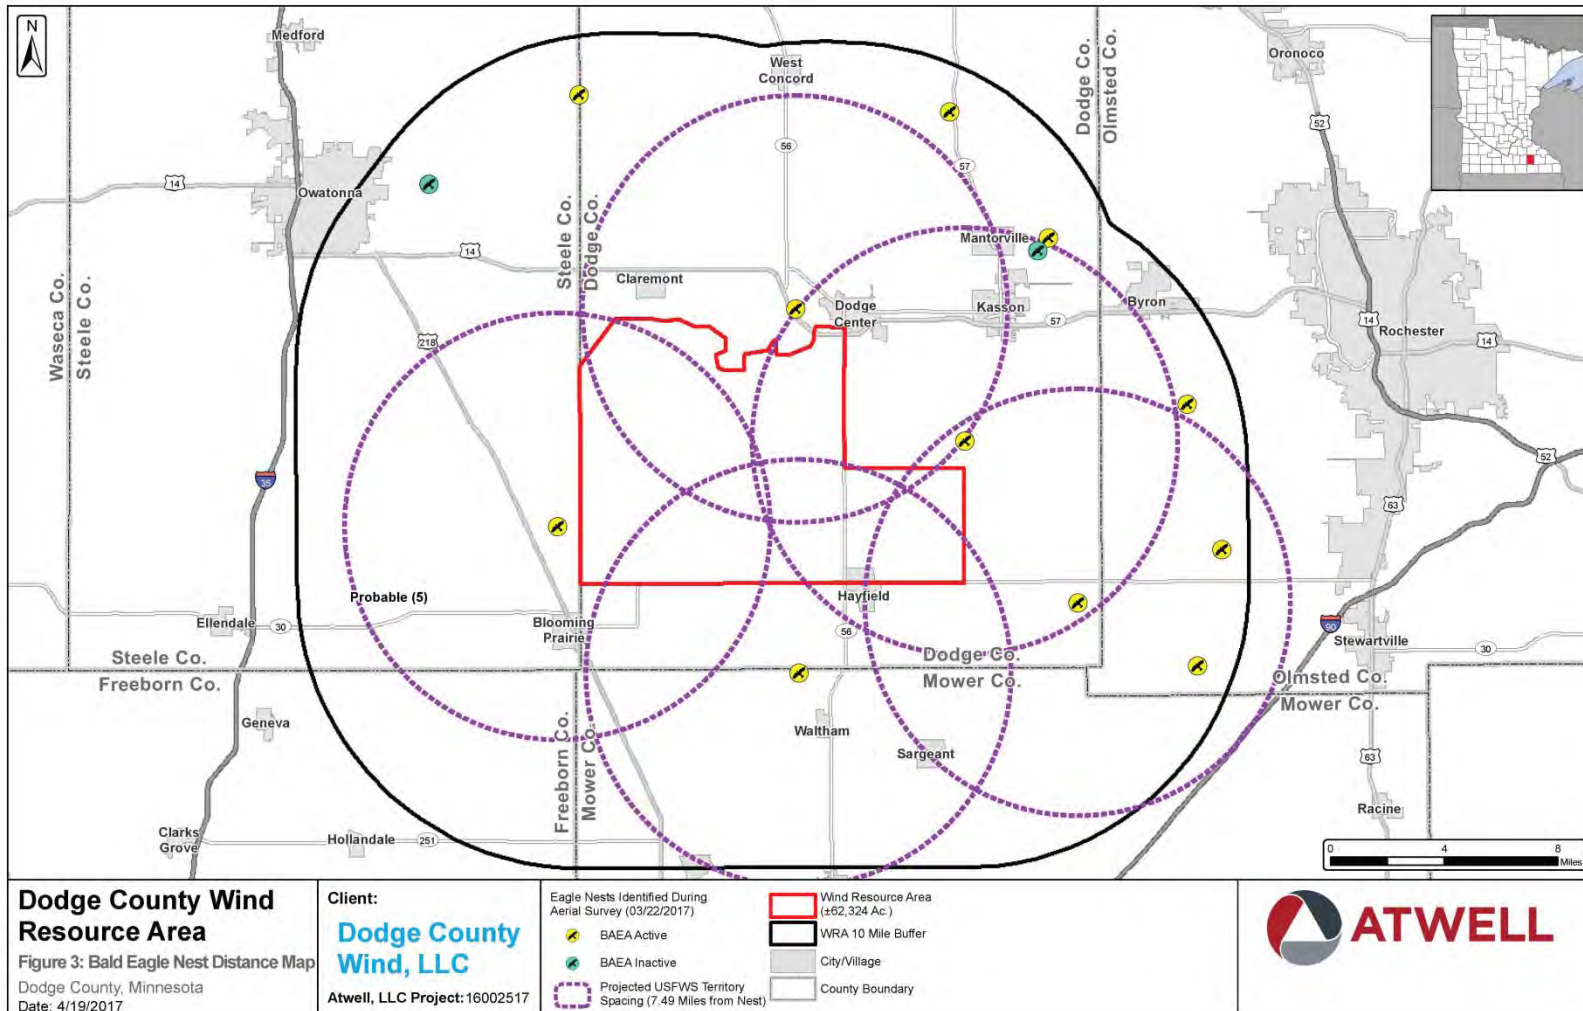 N
Medford
West
Concord
Oronoco
Dodge Co.
Olmsted Co.
52
56
57
14
Owatonna
Steele Co.
Dodge Co.
Mantorville
Waseca Co.
Steele Co.
14
Claremont
Dodge
Center
Kasson
Byron
57
14
Rochester
14
218
35
52
63
Probable (5)
Hayfield
Ellendale
30
Blooming
Prairie
56
90
Stewartville
30
Steele Co.
Freeborn Co.
Dodge Co.
Mower Co.
Olmsted Co.
Mower Co.
Geneva
Freeborn Co.
Mower Co.
Waltham
Sargeant
63
Racine
Clarks
Grove
Hollandale
251
0 4 8
Miles
Dodge County Wind
Resource Area
Figure 3: Bald Eagle Nest Distance Map
Dodge County, Minnesota
Date: 4/19/2017
Client:
Dodge County
Wind, LLC
Atwell, LLC Project: 16002517
Eagle Nests Identified During
Aerial Survey (03/22/2017)
BAEA Active
BAEA Inactive
Projected USFWS Territory
Spacing (7.49 Miles from Nest)
Wind Resource Area
(±62,324 Ac.)
WRA 10 Mile Buffer
City/Village
County Boundary
ATWELL